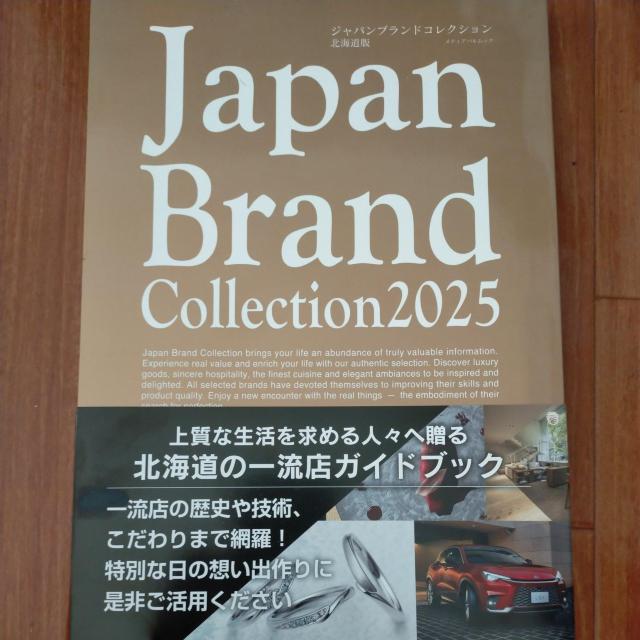 ジャパンブランドコレクション
北海道版
メディアパルムック
Japan
Brand
Collection2025
Japan Brand Collection brings your life an abundance of truly valuable information.
Experience real value and enrich your life with our authentic selection. Discover luxury
goods, sincere hospitality, the finest cuisine and elegant ambiances to be inspired and
delighted. All selected brands have devoted themselves to improving their skills and
product quality. Enjoy a new encounter with the real things — the embodiment of their
search for perfection.
上質な生活を求める人々へ贈る
北海道の一流店ガイドブック
一流店の歴史や技術、
こだわりまで網羅！
特別な日の想い出作りに
是非ご活用ください